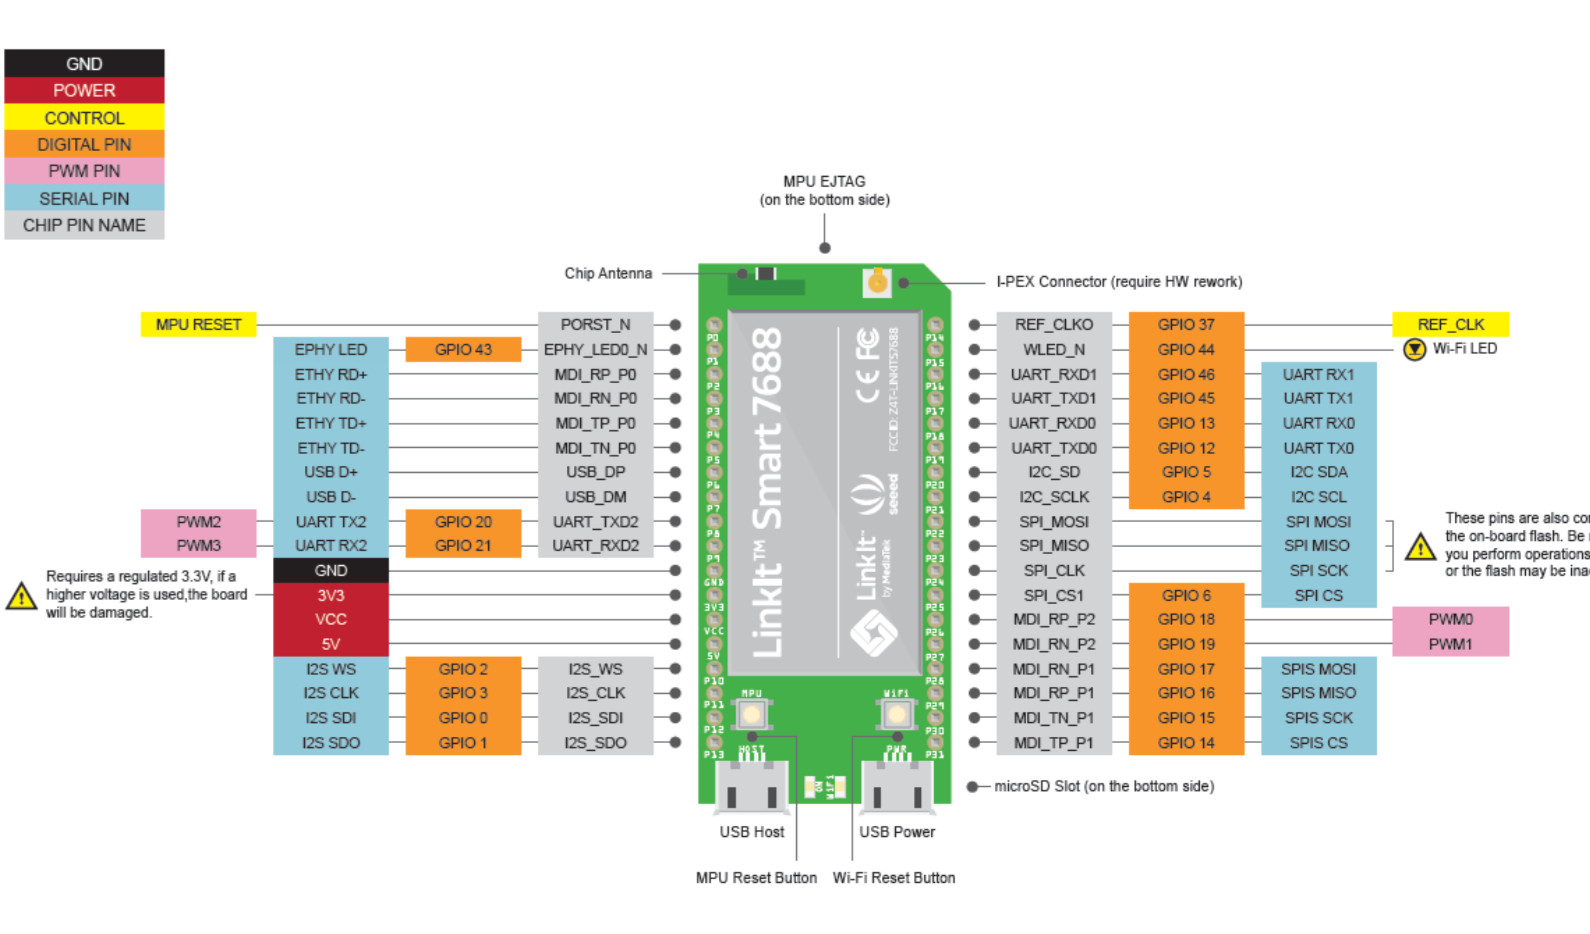 GND
POWER
CONTROL
DIGITAL PIN
PWM PIN
SERIAL PIN
CHIP PIN NAME
MPU EJTAG
(on the bottom side)
Chip Antenna
I-PEX Connector (require HW rework)
MPU RESET PORST_N
EPHY LED GPIO 43 EPHY_LED0_N
ETHY RD+ MDI_RP_P0
ETHY RD- MDI_RN_P0
ETHY TD+ MDI_TP_P0
ETHY TD- MDI_TN_P0
USB D+ USB_DP
USB D- USB_DM
PWM2 UART TX2 GPIO 20 UART_TXD2
PWM3 UART RX2 GPIO 21 UART_RXD2
GND
3V3
VCC
5V
I2S WS GPIO 2 I2S_WS
I2S CLK GPIO 3 I2S_CLK
I2S SDI GPIO 0 I2S_SDI
I2S SDO GPIO 1 I2S_SDO
Requires a regulated 3.3V, if a
higher voltage is used,the board
will be damaged.
P0
P1
P2
P3
P4
P5
P6
P7
P8
P9
GND
3V3
VCC
5V
P10
P11
P12
P13
LinkIt™ Smart 7688
CE FC
FCC ID: Z4T-LINKITS7688
seeed
LinkIt™
by MediaTek
MPU
WiFi
HOST
PWR
ON
WiFi
P14
P15
P16
P17
P18
P19
P20
P21
P22
P23
P24
P25
P26
P27
P28
P29
P30
P31
REF_CLKO GPIO 37 REF_CLK
WLED_N GPIO 44 Wi-Fi LED
UART_RXD1 GPIO 46 UART RX1
UART_TXD1 GPIO 45 UART TX1
UART_RXD0 GPIO 13 UART RX0
UART_TXD0 GPIO 12 UART TX0
I2C_SD GPIO 5 I2C SDA
I2C_SCLK GPIO 4 I2C SCL
SPI_MOSI SPI MOSI
SPI_MISO SPI MISO
SPI_CLK SPI SCK
SPI_CS1 GPIO 6 SPI CS
MDI_RP_P2 GPIO 18 PWM0
MDI_RN_P2 GPIO 19 PWM1
MDI_RN_P1 GPIO 17 SPIS MOSI
MDI_RP_P1 GPIO 16 SPIS MISO
MDI_TN_P1 GPIO 15 SPIS SCK
MDI_TP_P1 GPIO 14 SPIS CS
These pins are also
the on-board flash. Be
you perform operations
or the flash may be
microSD Slot (on the bottom side)
USB Host
USB Power
MPU Reset Button
Wi-Fi Reset Button